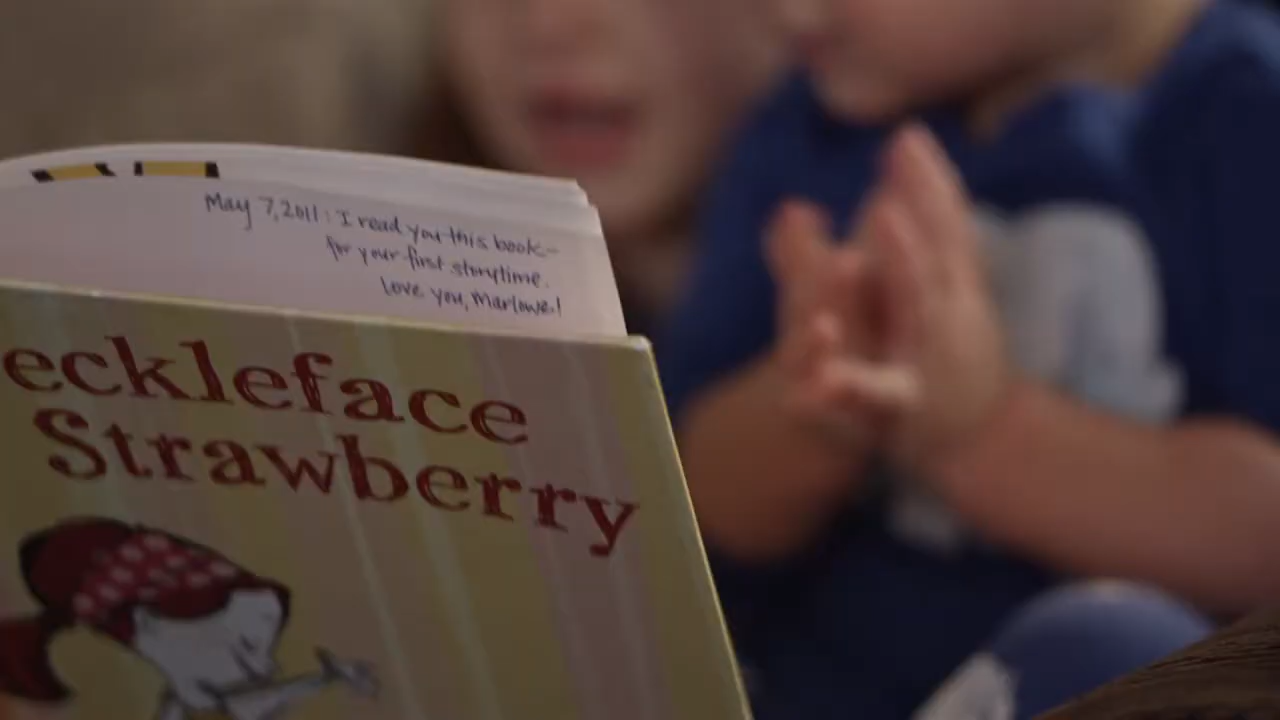 May 7, 2011: I read you this book-
for your first storytime.
Love you, Marlowe!
eckleface
Strawberry